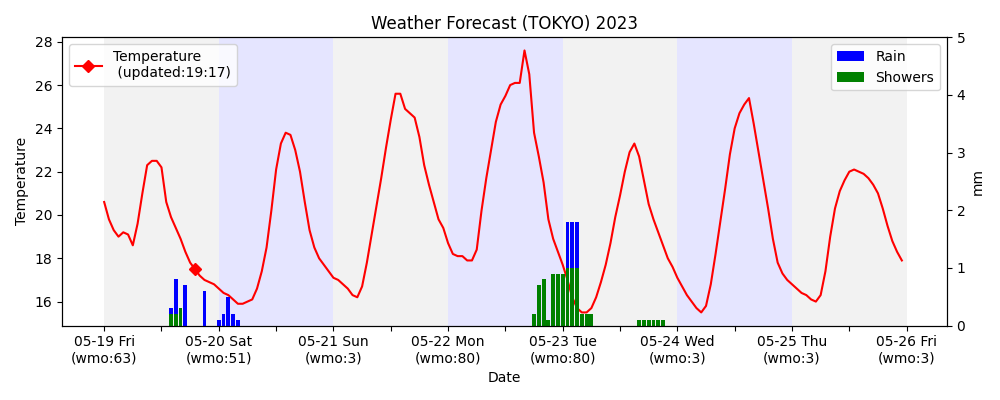 Weather Forecast (TOKYO) 2023
Temperature
(updated:19:17)
Rain
Showers
28
26
24
22
20
18
16
Temperature
5
4
3
2
1
0
mm
05-19 Fri
(wmo:63)
05-20 Sat
(wmo:51)
05-21 Sun
(wmo:3)
05-22 Mon
(wmo:80)
05-23 Tue
(wmo:80)
05-24 Wed
(wmo:3)
05-25 Thu
(wmo:3)
05-26 Fri
(wmo:3)
Date